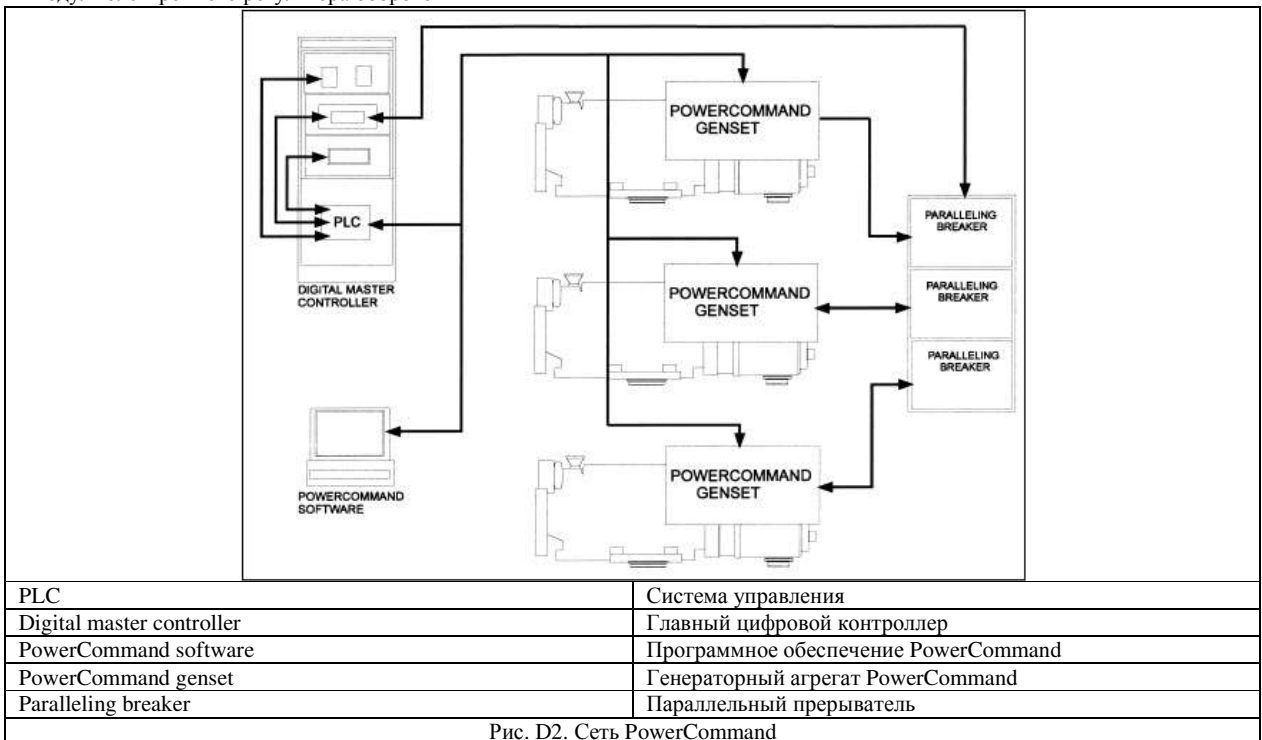 POWERCOMMAND
GENSET
PLC
DIGITAL MASTER
CONTROLLER
POWERCOMMAND
GENSET
POWERCOMMAND
SOFTWARE
POWERCOMMAND
GENSET
PARALLELING
BREAKER
PARALLELING
BREAKER
PARALLELING
BREAKER
PLC Система управления
Digital master controller Главный цифровой контроллер
PowerCommand software Программное обеспечение PowerCommand
PowerCommand genset Генераторный агрегат PowerCommand
Paralleling breaker Параллельный прерыватель
Рис. D2. Сеть PowerCommand